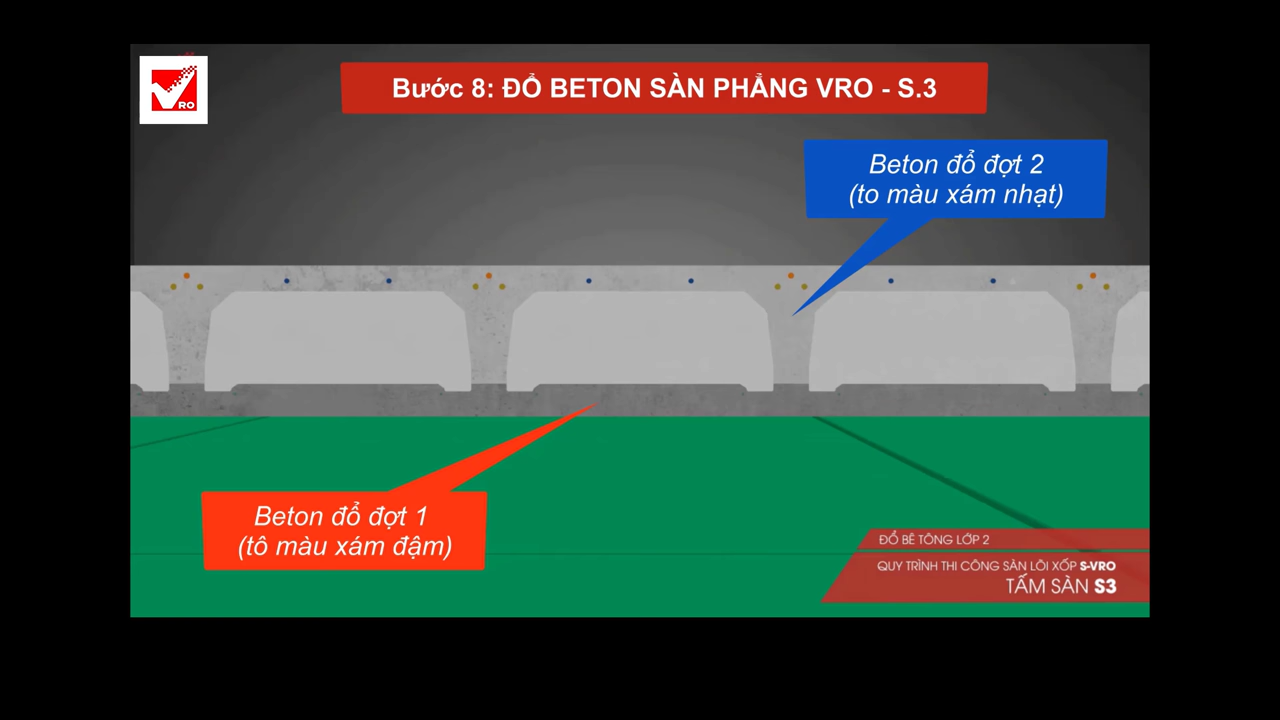 RO
Bước 8: ĐỔ BETON SÀN PHẲNG VRO - S.3
Beton đổ đợt 2
(to màu xám nhạt)
Beton đổ đợt 1
(tô màu xám đậm)
ĐỔ BÊ TÔNG LỚP 2
QUY TRÌNH THI CÔNG SÀN LÕI XỐP S-VRO
TẤM SÀN S3